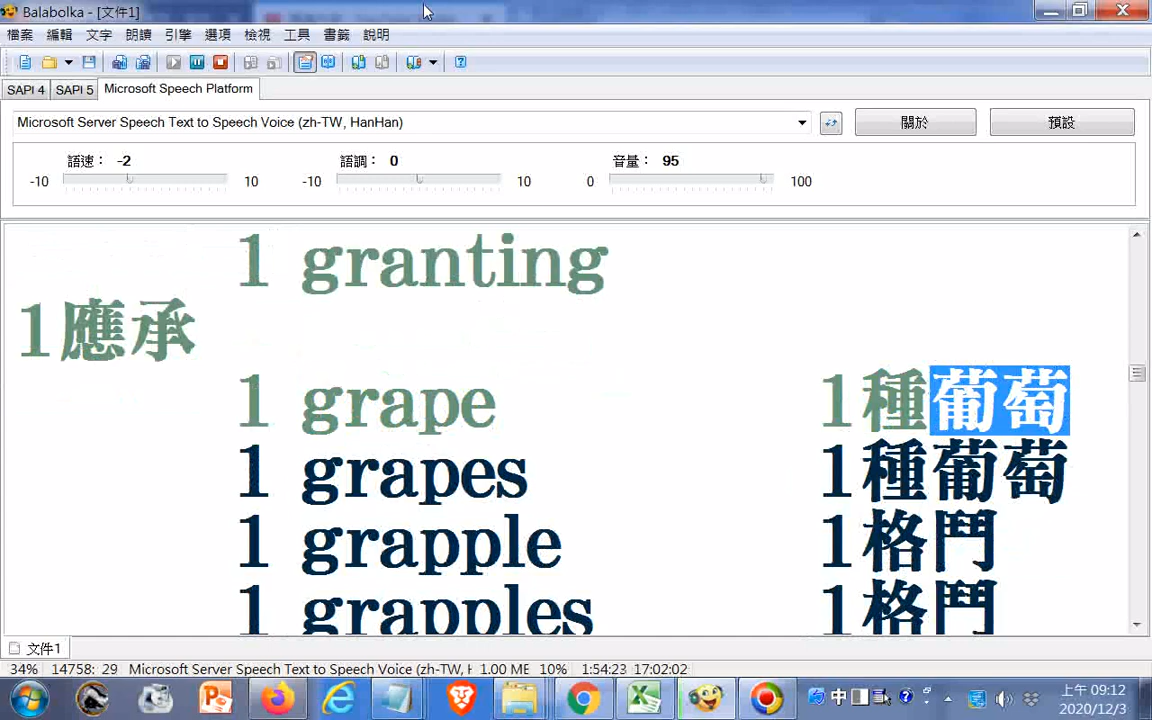 Balabolka - [文件1]
檔案 編輯 文字 朗讀 引擎 選項 檢視 工具 書籤 說明
SAPI 4 SAPI 5 Microsoft Speech Platform
Microsoft Server Speech Text to Speech Voice (zh-TW, HanHan) 關於 預設
語速： -2 語調： 0 音量： 95
-10 10 -10 10 0 100
1 granting
1應承
1 grape 1種葡萄
1 grapes 1種葡萄
1 grapple 1格鬥
1 grapples 1格鬥
文件1
34% 14758: 29 Microsoft Server Speech Text to Speech Voice (zh-TW, 1.00 ME 10% 1:54:23 17:02:02
中 上午 09:12
2020/12/3